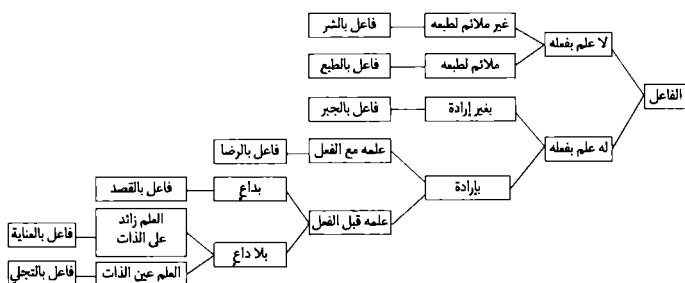 الفاعل
لا علم بفعله
غير ملائم لطبعه
فاعل بالشر
ملائم لطبعه
فاعل بالطبع
له علم بفعله
بغير إرادة
فاعل بالجبر
بإرادة
علمه مع الفعل
فاعل بالرضا
علمه قبل الفعل
بداع
فاعل بالقصد
بلا داع
العلم زائد
على الذات
فاعل بالعناية
العلم عين الذات
فاعل بالتجلي